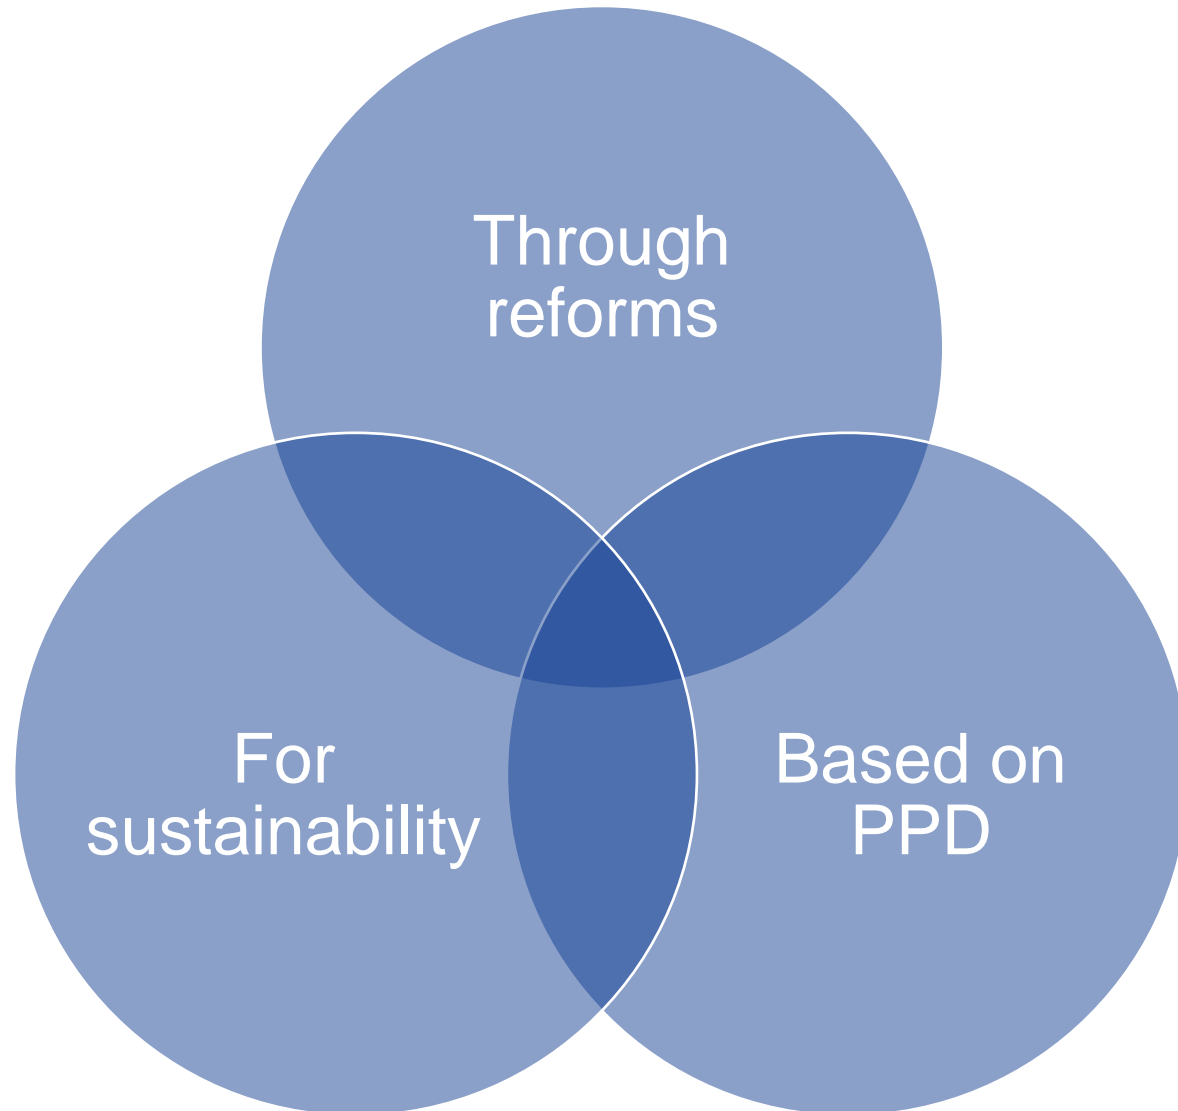 Through
reforms
For
sustainability
Based on
PPD